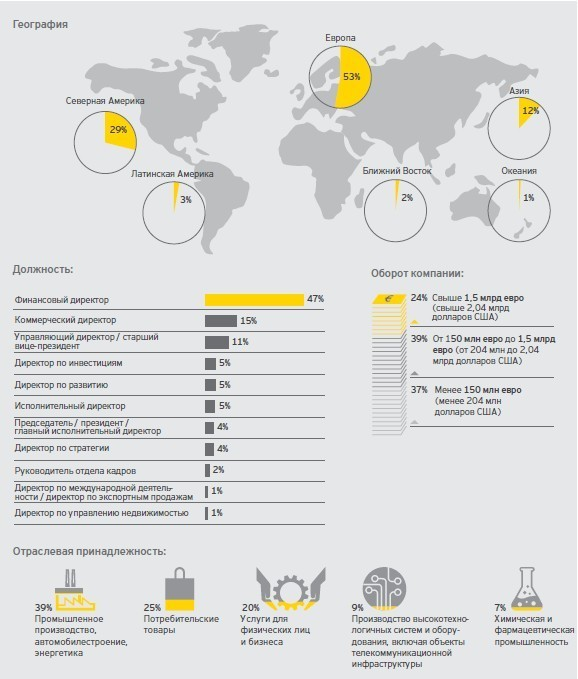 География
Европа
53%
Азия
12%
Северная Америка
29%
Латинская Америка
3%
Ближний Восток
2%
Океания
1%
Должность:
Финансовый директор 47%
Коммерческий директор 15%
Управляющий директор / старший
вице-президент 11%
Директор по инвестициям 5%
Директор по развитию 5%
Исполнительный директор 5%
Председатель / президент /
главный исполнительный директор 4%
Директор по стратегии 4%
Руководитель отдела кадров 2%
Директор по международной деятель-
ности / директор по экспортным продажам 1%
Директор по управлению недвижимостью 1%
Оборот компании:
€
24% Свыше 1,5 млрд евро
(свыше 2,04 млрд
долларов США)
39% От 150 млн евро до 1,5 млрд
евро (от 204 млн до 2,04
млрд долларов США)
37% Менее 150 млн евро
(менее 204 млн
долларов США)
Отраслевая принадлежность:
39%
Промышленное
производство,
автомобилестроение,
энергетика
25%
Потребительские
товары
20%
Услуги для
физических лиц
и бизнеса
9%
Производство высокотехно-
логичных систем и обору-
дования, включая объекты
телекоммуникационной
инфраструктуры
7%
Химическая и
фармацевтическая
промышленность